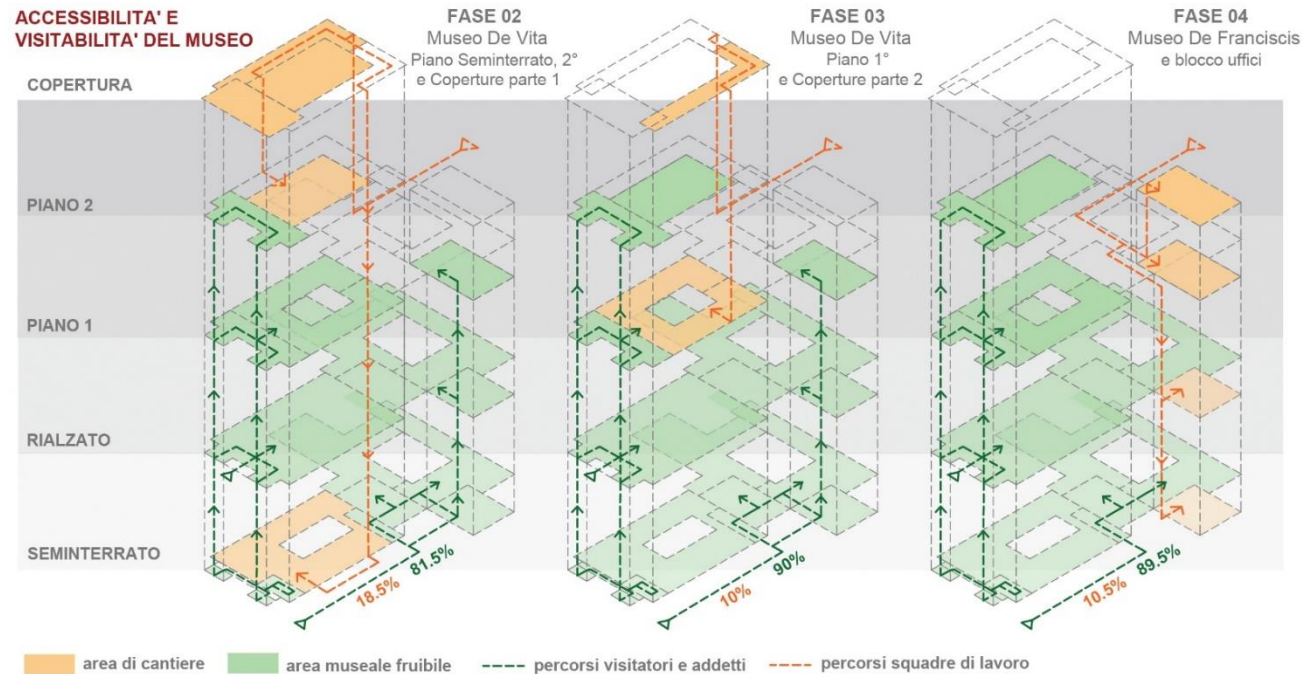 ACCESSIBILITA' E
VISITABILITA' DEL MUSEO
FASE 02
Museo De Vita
Piano Seminterrato, 2°
e Coperture parte 1
FASE 03
Museo De Vita
Piano 1°
e Coperture parte 2
FASE 04
Museo De Franciscis
e blocco uffici
COPERTURA
PIANO 2
PIANO 1
RIALZATO
SEMINTERRATO
81.5%
18.5%
90%
10%
89.5%
10.5%
area di cantiere
area museale fruibile
percorsi visitatori e addetti
percorsi squadre di lavoro